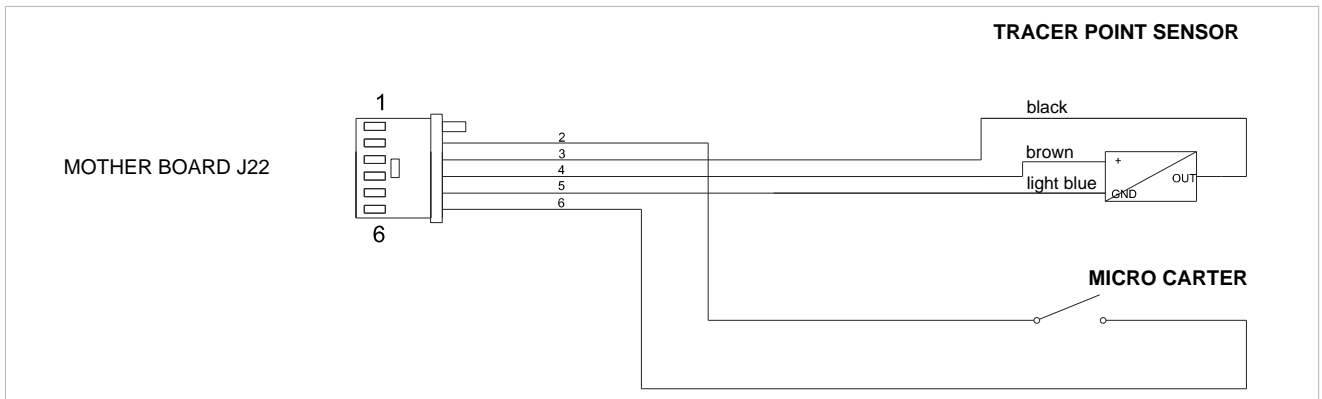 TRACER POINT SENSOR
1
black
2
3
brown
MOTHER BOARD J22
4
+
OUT
5
light blue
GND
6
6
MICRO CARTER